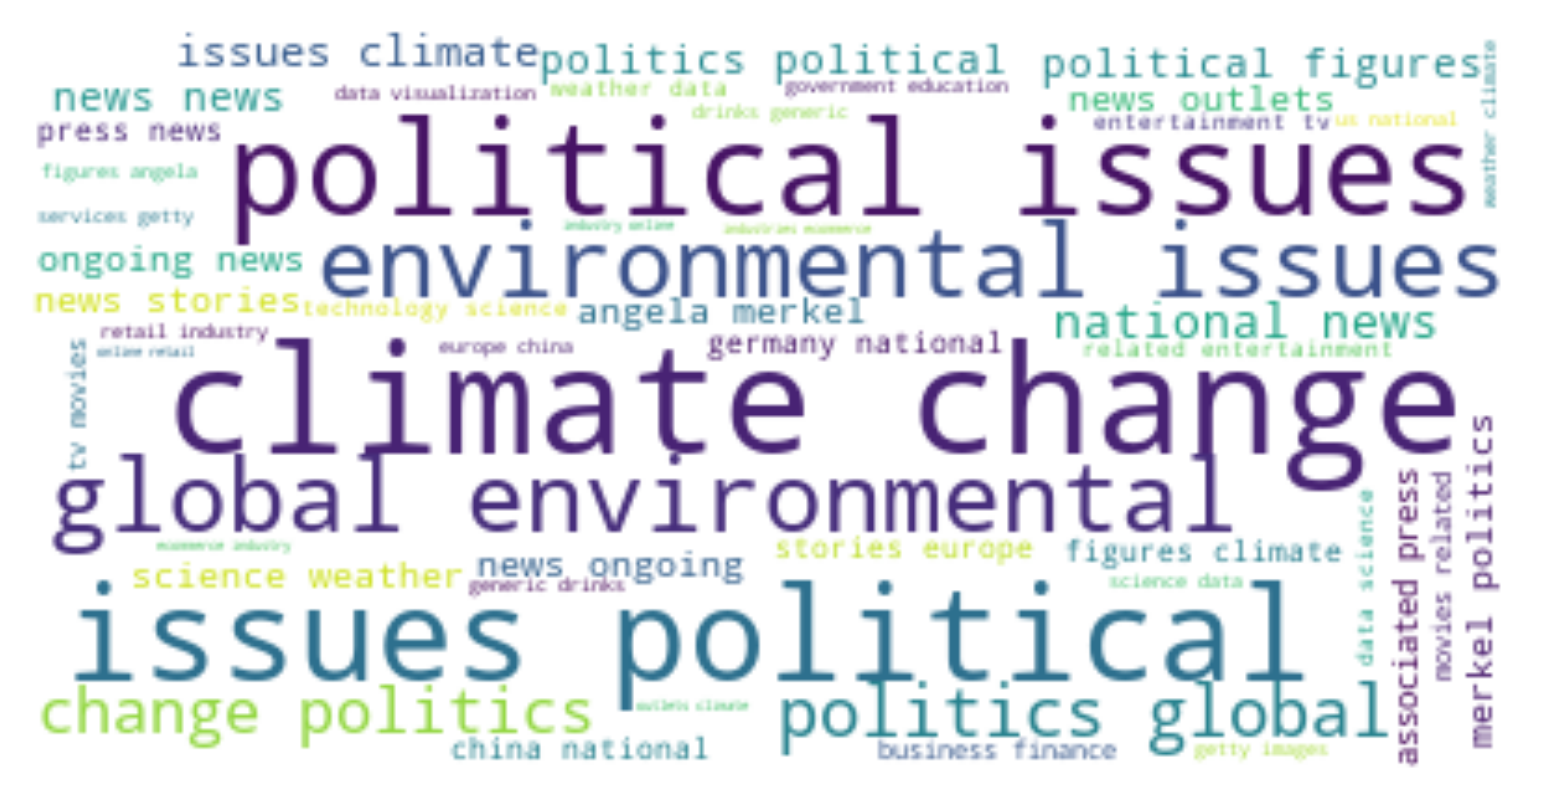 issues climate
politics political
political figures
news news
data visualization
weather data
government education
news outlets
press news
drinks generic
entertainment tv
us national
weather climate
figures angela
political issues
services getty
industry online
industries ecommerce
ongoing news
environmental issues
news stories
technology science
angela merkel
national news
retail industry
online retail
europe china
germany national
related entertainment
tv movies
climate change
global environmental
ecommerce industry
science weather
news ongoing
generic drinks
stories europe
figures climate
science data
data science
associated press
movies related
merkel politics
issues political
change politics
outlets climate
politics global
china national
business finance
getty images